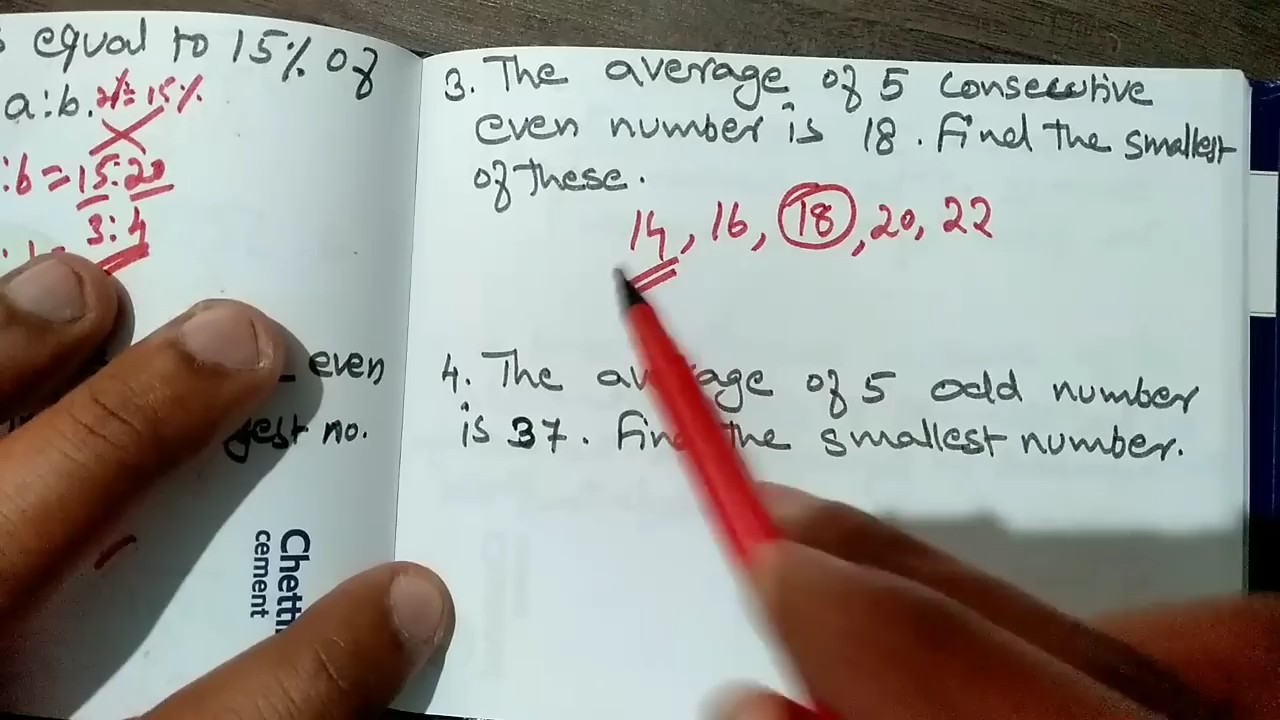 equal to 15% of
a:b. 15%
:b = 15:20
3:4
even
gest no.
Chetti
cement
3. The average of 5 consecutive
even number is 18. Find the smallest
of these.
14, 16, 18, 20, 22
4. The average of 5 odd number
is 37. Find the smallest number.